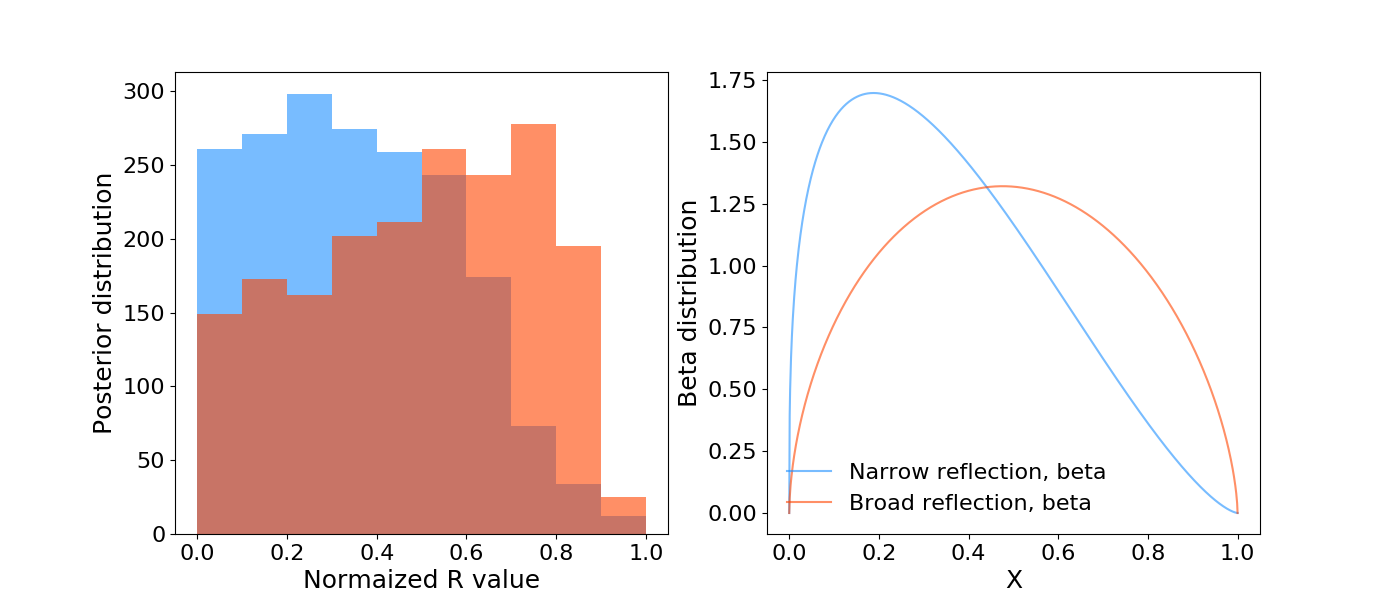 Posterior distribution
300
250
200
150
100
50
0
0.0 0.2 0.4 0.6 0.8 1.0
Normaized R value
Beta distribution
1.75
1.50
1.25
1.00
0.75
0.50
0.25
0.00
Narrow reflection, beta
Broad reflection, beta
0.0 0.2 0.4 0.6 0.8 1.0
X